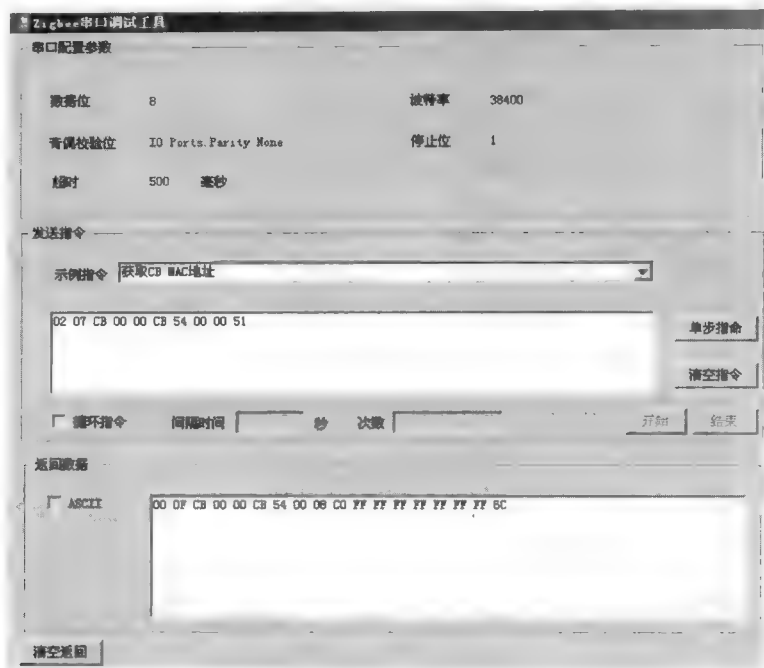 Zigbee串口调试工具
串口配置参数
数据位 8 波特率 38400
奇偶校验位 IO Ports.Parity None 停止位 1
超时 500 毫秒
发送指令
示例指令 获取CB MAC地址
02 07 CB 00 00 CB 54 00 00 51
单步指命
清空指令
循环指令 间隔时间 秒 次数 开始 结束
返回数据
ASCII 00 0F CB 00 00 CB 54 00 08 C0 FF FF FF FF FF FF FF 6C
清空返回